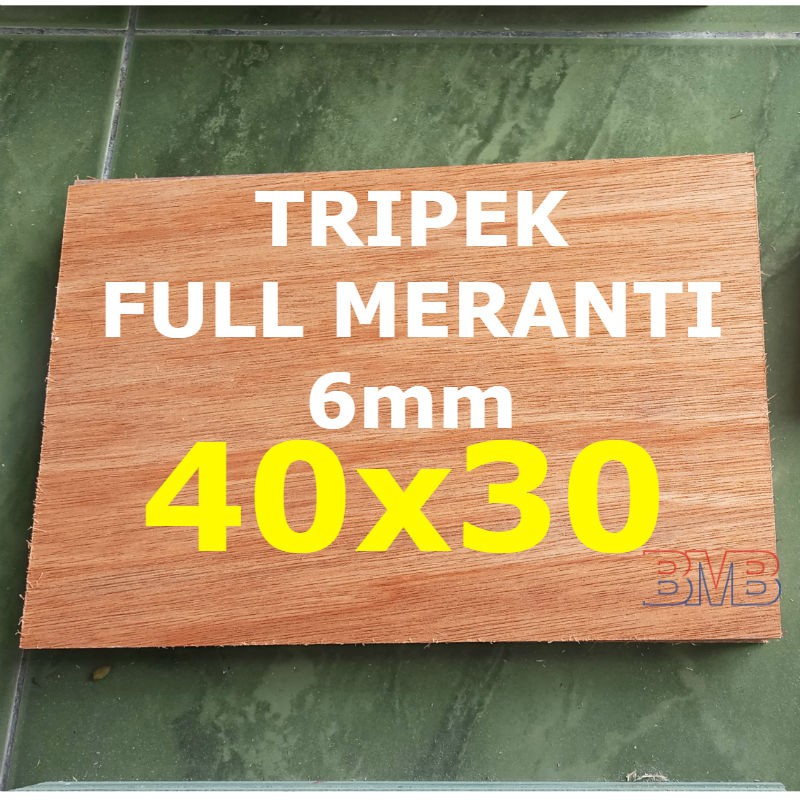 TRIPEK
FULL MERANTI
6mm
40x30
BMB